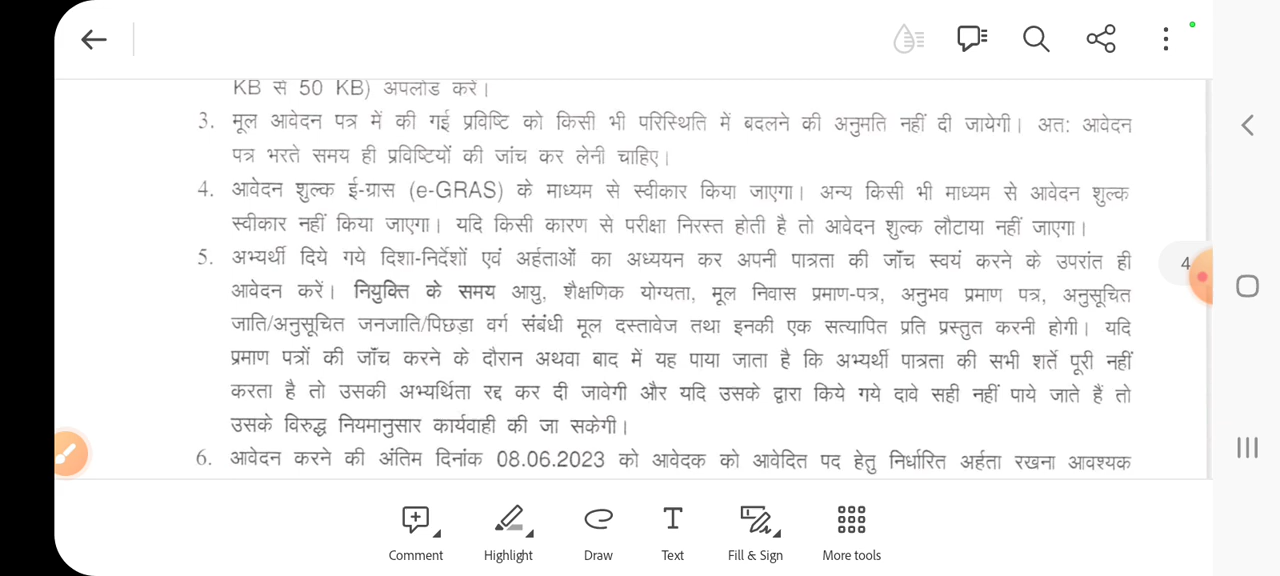 KB से 50 KB) अपलोड करें।
3. मूल आवेदन पत्र में की गई प्रविष्टि को किसी भी परिस्थिति में बदलने की अनुमति नहीं दी जायेगी। अतः आवेदन
पत्र भरते समय ही प्रविष्टियों की जांच कर लेनी चाहिए।
4. आवेदन शुल्क ई-ग्रास (e-GRAS) के माध्यम से स्वीकार किया जाएगा। अन्य किसी भी माध्यम से आवेदन शुल्क
स्वीकार नहीं किया जाएगा। यदि किसी कारण से परीक्षा निरस्त होती है तो आवेदन शुल्क लौटाया नहीं जाएगा।
5. अभ्यर्थी दिये गये दिशा-निर्देशों एवं अर्हताओं का अध्ययन कर अपनी पात्रता की जॉंच स्वयं करने के उपरांत ही
4
आवेदन करें। नियुक्ति के समय आयु, शैक्षणिक योग्यता, मूल निवास प्रमाण-पत्र, अनुभव प्रमाण पत्र, अनुसूचित
जाति/अनुसूचित जनजाति/पिछड़ा वर्ग संबंधी मूल दस्तावेज तथा इनकी एक सत्यापित प्रति प्रस्तुत करनी होगी। यदि
प्रमाण पत्रों की जॉंच करने के दौरान अथवा बाद में यह पाया जाता है कि अभ्यर्थी पात्रता की सभी शर्ते पूरी नहीं
करता है तो उसकी अभ्यर्थिता रद्द कर दी जावेगी और यदि उसके द्वारा किये गये दावे सही नहीं पाये जाते हैं तो
उसके विरुद्ध नियमानुसार कार्यवाही की जा सकेगी।
6. आवेदन करने की अंतिम दिनांक 08.06.2023 को आवेदक को आवेदित पद हेतु निर्धारित अर्हता रखना आवश्यक
Comment Highlight Draw Text Fill & Sign More tools